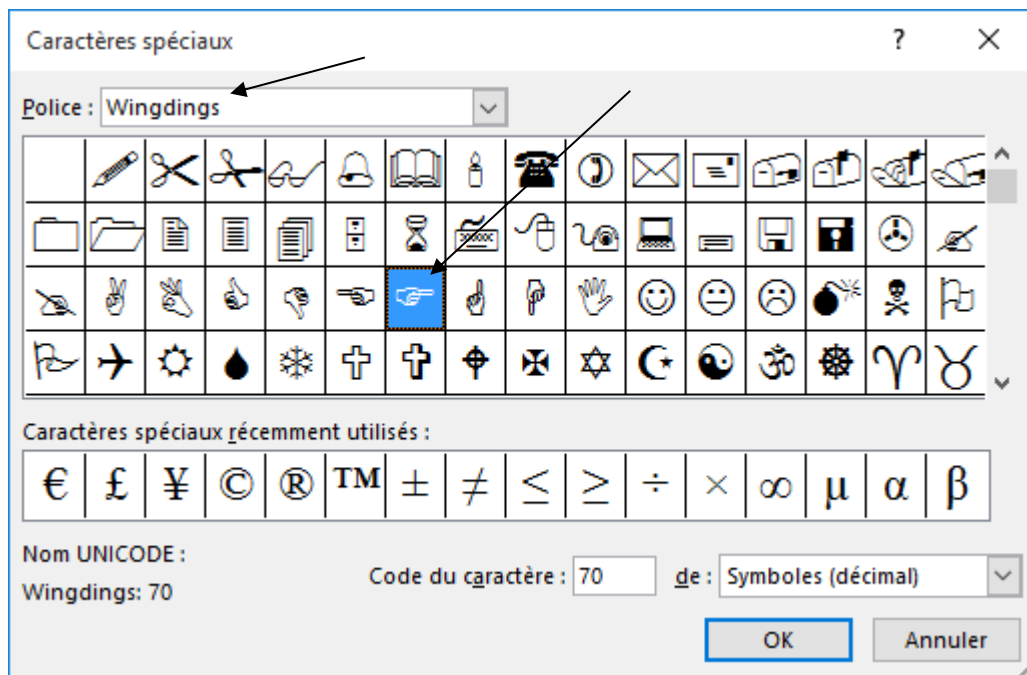 Caractères spéciaux
?
Police : Wingdings
Caractères spéciaux récemment utilisés :
€ £ ¥ © ® ™ ± ≠ ≤ ≥ ÷ × ∞ µ α β
Nom UNICODE :
Wingdings: 70
Code du caractère : 70 de : Symboles (décimal)
OK Annuler